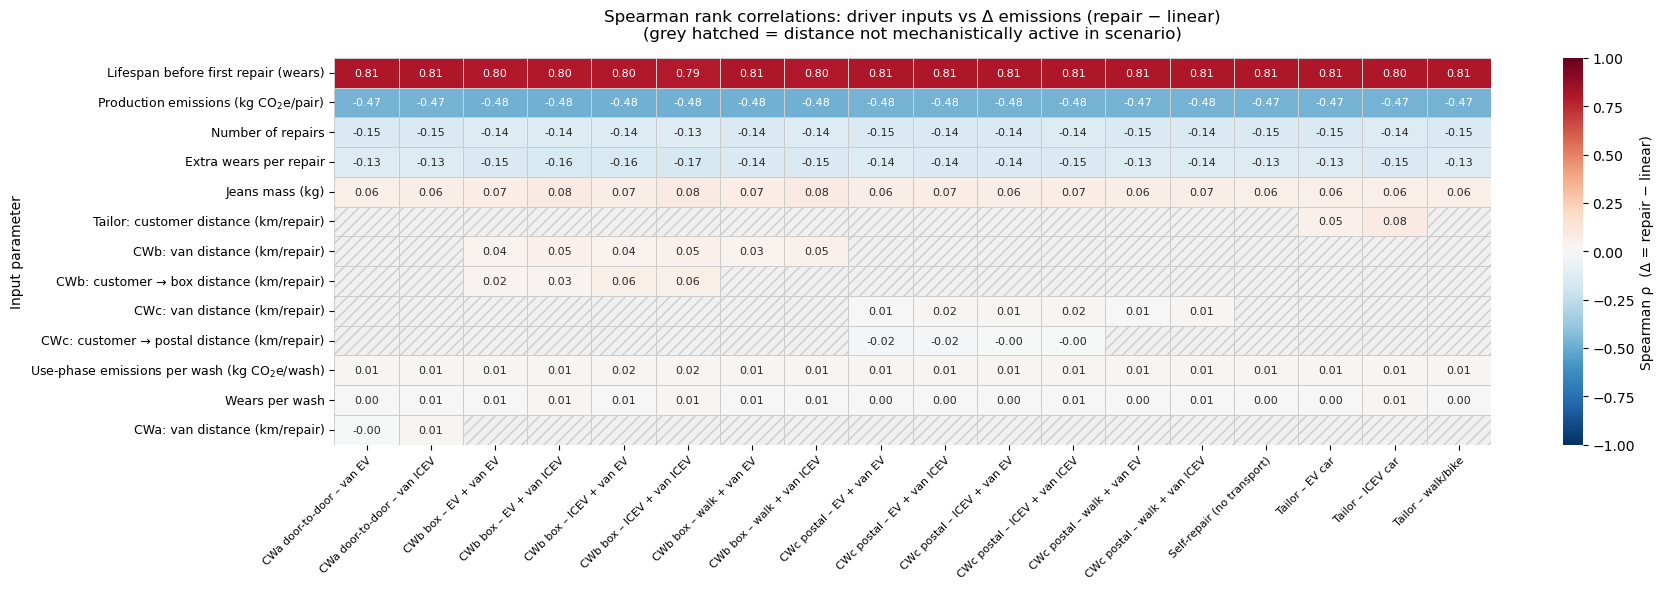 Spearman rank correlations: driver inputs vs Δ emissions (repair − linear)
(grey hatched = distance not mechanistically active in scenario)
Input parameter
Lifespan before first repair (wears) 0.81 0.81 0.80 0.80 0.80 0.79 0.81 0.80 0.81 0.81 0.81 0.81 0.81 0.81 0.81 0.81 0.80 0.81
Production emissions (kg CO₂e/pair) -0.47 -0.47 -0.48 -0.48 -0.48 -0.48 -0.48 -0.48 -0.48 -0.48 -0.48 -0.48 -0.47 -0.48 -0.47 -0.47 -0.47 -0.47
Number of repairs -0.15 -0.15 -0.14 -0.14 -0.14 -0.13 -0.14 -0.14 -0.15 -0.14 -0.14 -0.14 -0.15 -0.14 -0.15 -0.15 -0.14 -0.15
Extra wears per repair -0.13 -0.13 -0.15 -0.16 -0.16 -0.17 -0.14 -0.15 -0.14 -0.14 -0.14 -0.15 -0.13 -0.14 -0.13 -0.13 -0.15 -0.13
Jeans mass (kg) 0.06 0.06 0.07 0.08 0.07 0.08 0.07 0.08 0.06 0.07 0.06 0.07 0.06 0.07 0.06 0.06 0.06 0.06
Tailor: customer distance (km/repair) 0.05 0.08
CWb: van distance (km/repair) 0.04 0.05 0.04 0.05 0.03 0.05
CWb: customer → box distance (km/repair) 0.02 0.03 0.06 0.06
CWc: van distance (km/repair) 0.01 0.02 0.01 0.02 0.01 0.01
CWc: customer → postal distance (km/repair) -0.02 -0.02 -0.00 -0.00
Use-phase emissions per wash (kg CO₂e/wash) 0.01 0.01 0.01 0.01 0.02 0.02 0.01 0.01 0.01 0.01 0.01 0.01 0.01 0.01 0.01 0.01 0.01 0.01
Wears per wash 0.00 0.01 0.01 0.01 0.01 0.01 0.01 0.01 0.00 0.00 0.00 0.01 0.00 0.01 0.00 0.00 0.01 0.00
CWa: van distance (km/repair) -0.00 0.01
CWa door-to-door – van EV
CWa door-to-door – van ICEV
CWb box – EV + van EV
CWb box – EV + van ICEV
CWb box – ICEV + van EV
CWb box – ICEV + van ICEV
CWb box – walk + van EV
CWb box – walk + van ICEV
CWc postal – EV + van EV
CWc postal – EV + van ICEV
CWc postal – ICEV + van EV
CWc postal – ICEV + van ICEV
CWc postal – walk + van EV
CWc postal – walk + van ICEV
Self-repair (no transport)
Tailor – EV car
Tailor – ICEV car
Tailor – walk/bike
1.00
0.75
0.50
0.25
0.00
−0.25
−0.50
−0.75
−1.00
Spearman ρ (Δ = repair − linear)